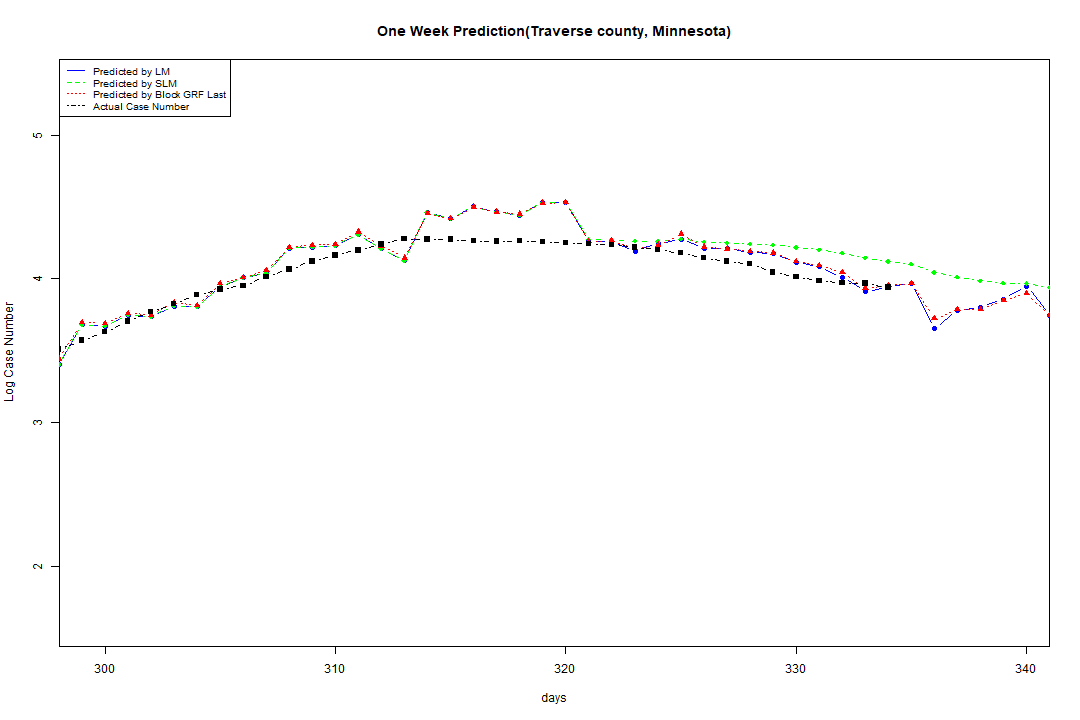 One Week Prediction(Traverse county, Minnesota)
Predicted by LM
Predicted by SLM
Predicted by Block GRF Last
Actual Case Number
5
4
3
2
Log Case Number
300 310 320 330 340
days